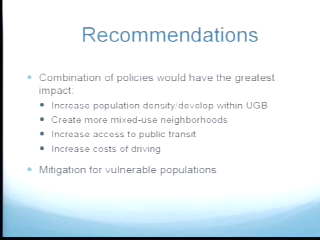 Recommendations
Combination of policies would have the greatest
impact:
Increase population density/develop within UGB
Create more mixed-use neighborhoods
Increase access to public transit
Increase costs of driving
Mitigation for vulnerable populations